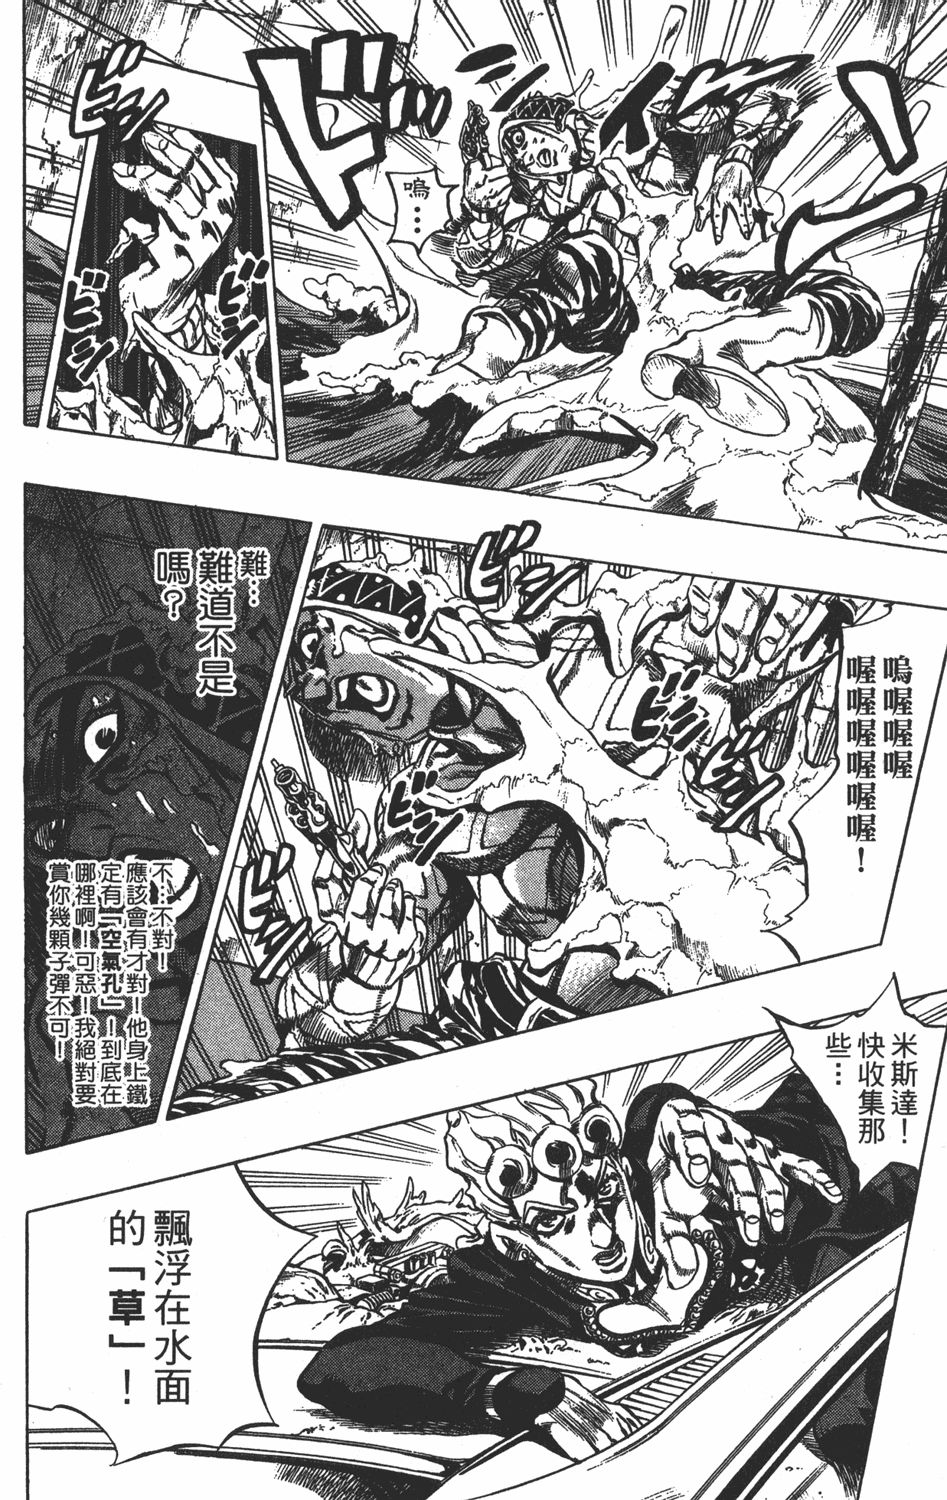 ドドーン
嗚…
ビシ
ビシ
ビシ
嗚喔喔喔
喔喔喔喔喔喔！
ビシ
ビシ
ビシ
ビシ
難…
難道不是
嗎？
不…不對！
應該會有才對！他身上鐵
定有「空氣孔」！到底在
哪裡啊！可惡！我絕對要
賞你幾顆子彈不可！
米斯達！
快收集那
些…
飄浮在水面
的「草」！